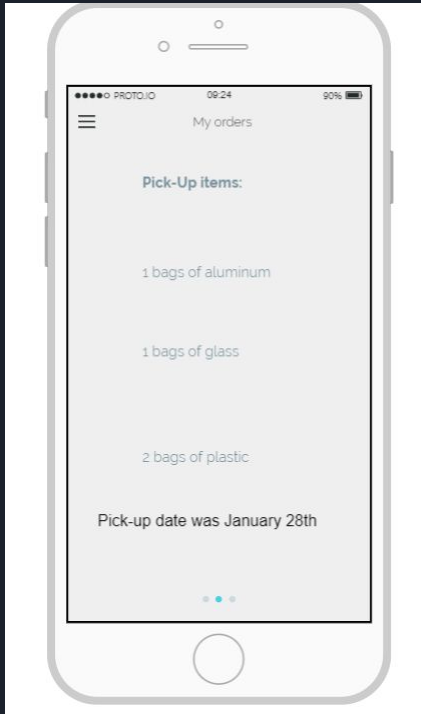 PROTO.IO 09:24 90%
My orders
Pick-Up items:
1 bags of aluminum
1 bags of glass
2 bags of plastic
Pick-up date was January 28th